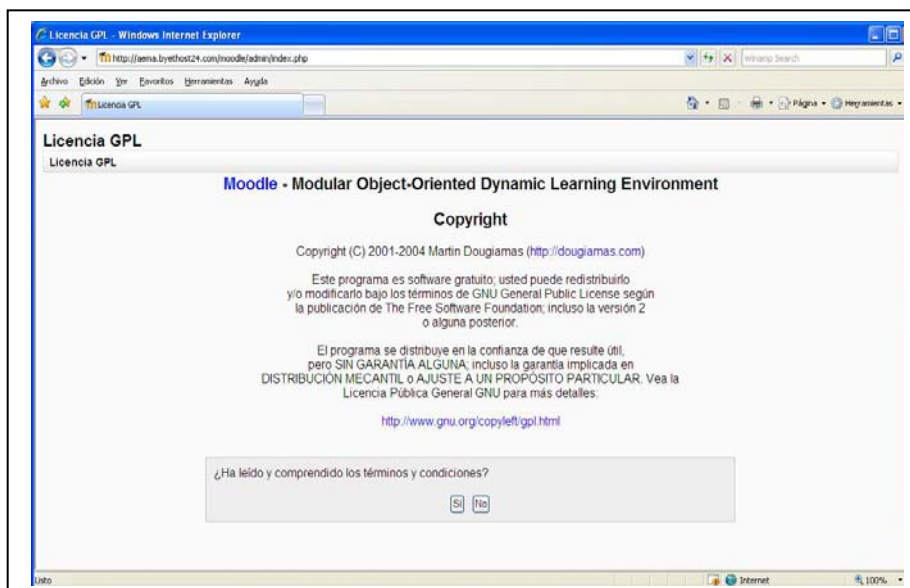 Licencia GPL - Windows Internet Explorer
http://aema.byethost24.com/moodle/admin/index.php
Winamp Search
Archivo Edición Ver Favoritos Herramientas Ayuda
Licencia GPL
Página Herramientas
Licencia GPL
Licencia GPL
Moodle - Modular Object-Oriented Dynamic Learning Environment
Copyright
Copyright (C) 2001-2004 Martin Dougiamas (http://dougiamas.com)
Este programa es software gratuito; usted puede redistribuirlo
y/o modificarlo bajo los términos de GNU General Public License según
la publicación de The Free Software Foundation; incluso la versión 2
o alguna posterior.
El programa se distribuye en la confianza de que resulte útil,
pero SIN GARANTÍA ALGUNA; incluso la garantía implicada en
DISTRIBUCIÓN MECANTIL o AJUSTE A UN PROPÓSITO PARTICULAR. Vea la
Licencia Pública General GNU para más detalles:
http://www.gnu.org/copyleft/gpl.html
¿Ha leído y comprendido los términos y condiciones?
Sí No
Listo Internet 100%